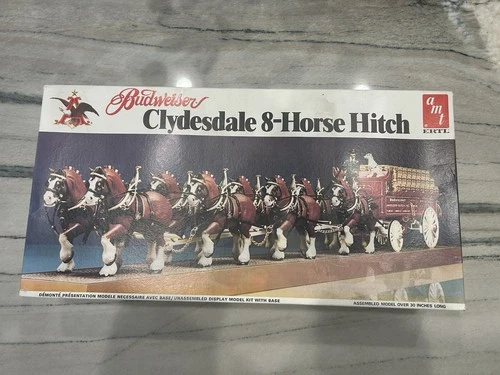 Budweiser
Clydesdale 8-Horse Hitch
amt
ERTL
DÉMONTÉ PRÉSENTATION MODÈLE NECESSAIRE AVEC BASE/UNASSEMBLED DISPLAY MODEL KIT WITH BASE
ASSEMBLED MODEL OVER 30 INCHES LONG